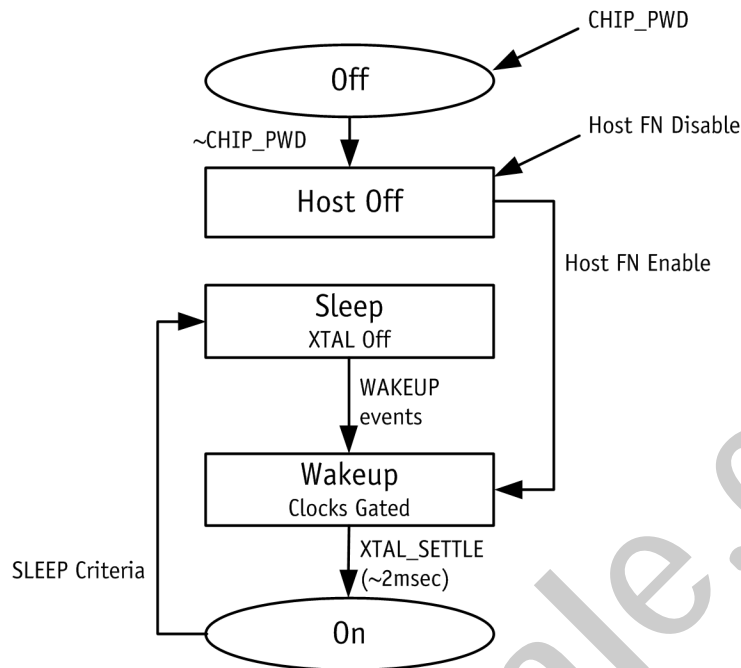 CHIP_PWD
Off
~CHIP_PWD
Host FN Disable
Host Off
Host FN Enable
Sleep
XTAL Off
WAKEUP
events
Wakeup
Clocks Gated
XTAL_SETTLE
(~2msec)
SLEEP Criteria
On